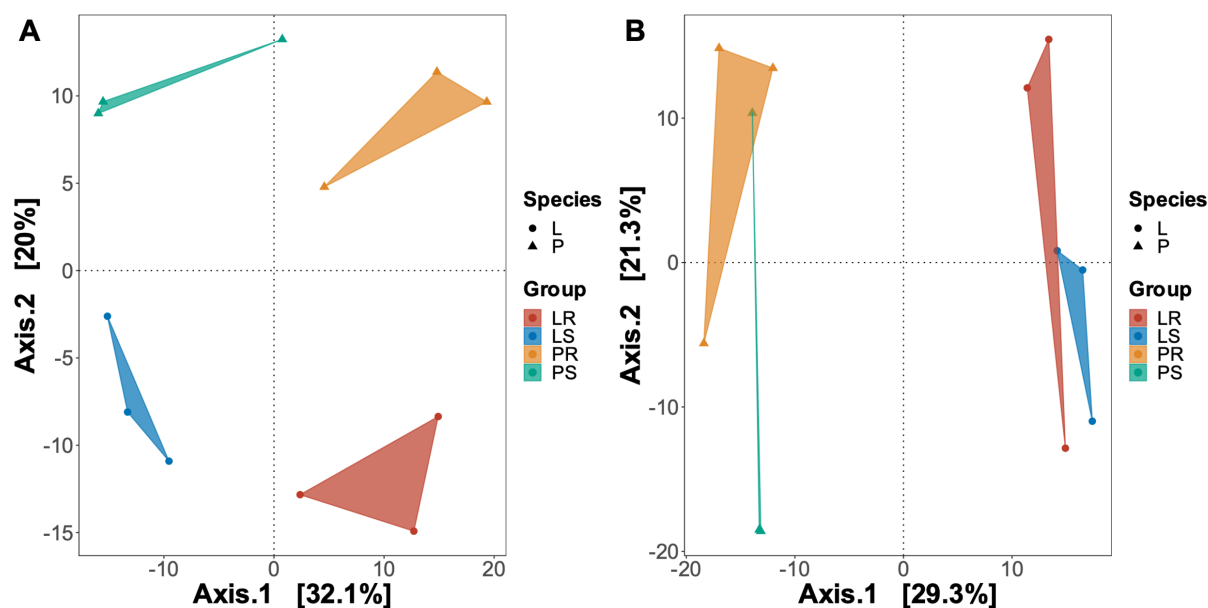 A
10
5
0
-5
-10
-15
Axis.2 [20%]
-10
0
10
20
Axis.1 [32.1%]
Species
L
P
Group
LR
LS
PR
PS
B
10
0
-10
-20
Axis.2 [21.3%]
-20
-10
0
10
Axis.1 [29.3%]
Species
L
P
Group
LR
LS
PR
PS